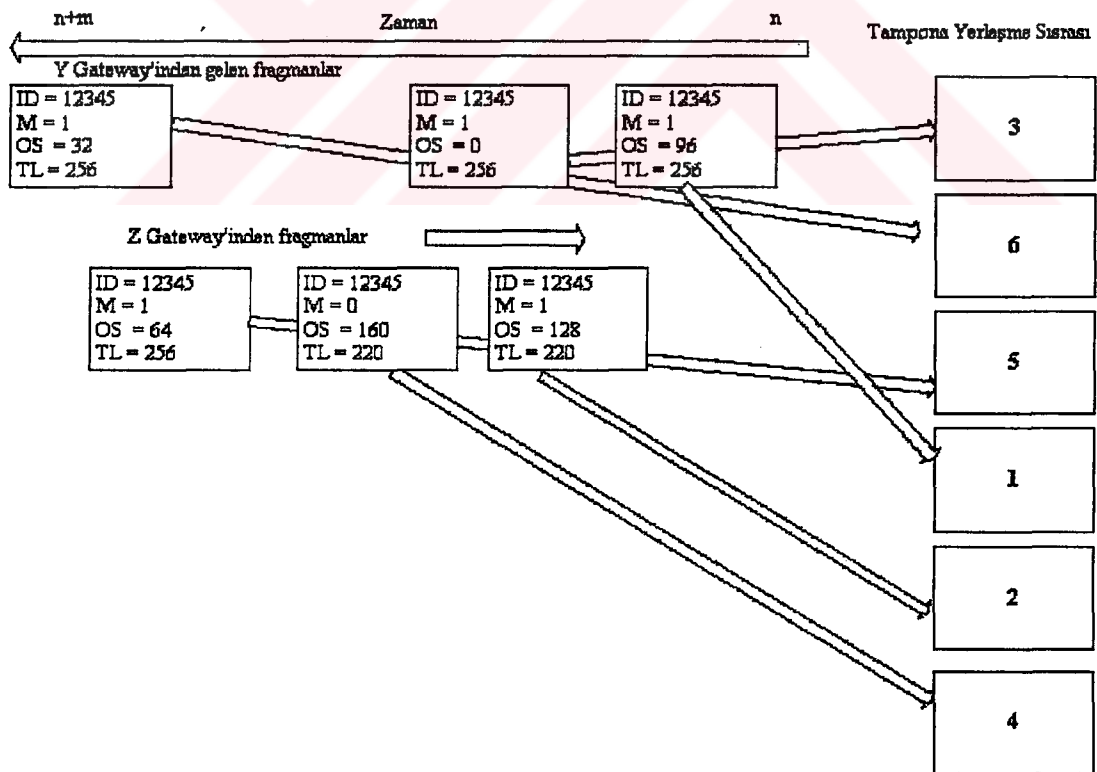 n+m Zaman n
Tampona Yerleşme Sısrası
Y Gateway'inden gelen fragmanlar
ID = 12345
M = 1
OS = 32
TL = 256
ID = 12345
M = 1
OS = 0
TL = 256
ID = 12345
M = 1
OS = 96
TL = 256
3
6
Z Gateway'inden fragmanlar
ID = 12345
M = 1
OS = 64
TL = 256
ID = 12345
M = 0
OS = 160
TL = 220
ID = 12345
M = 1
OS = 128
TL = 220
5
1
2
4